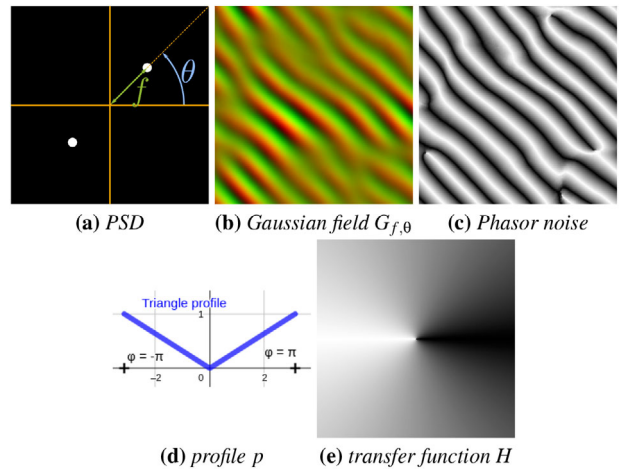 f
θ
(a) PSD
(b) Gaussian field G_{f,θ}
(c) Phasor noise
Triangle profile
1
φ = -π
φ = π
−2
0
2
(d) profile p
(e) transfer function H